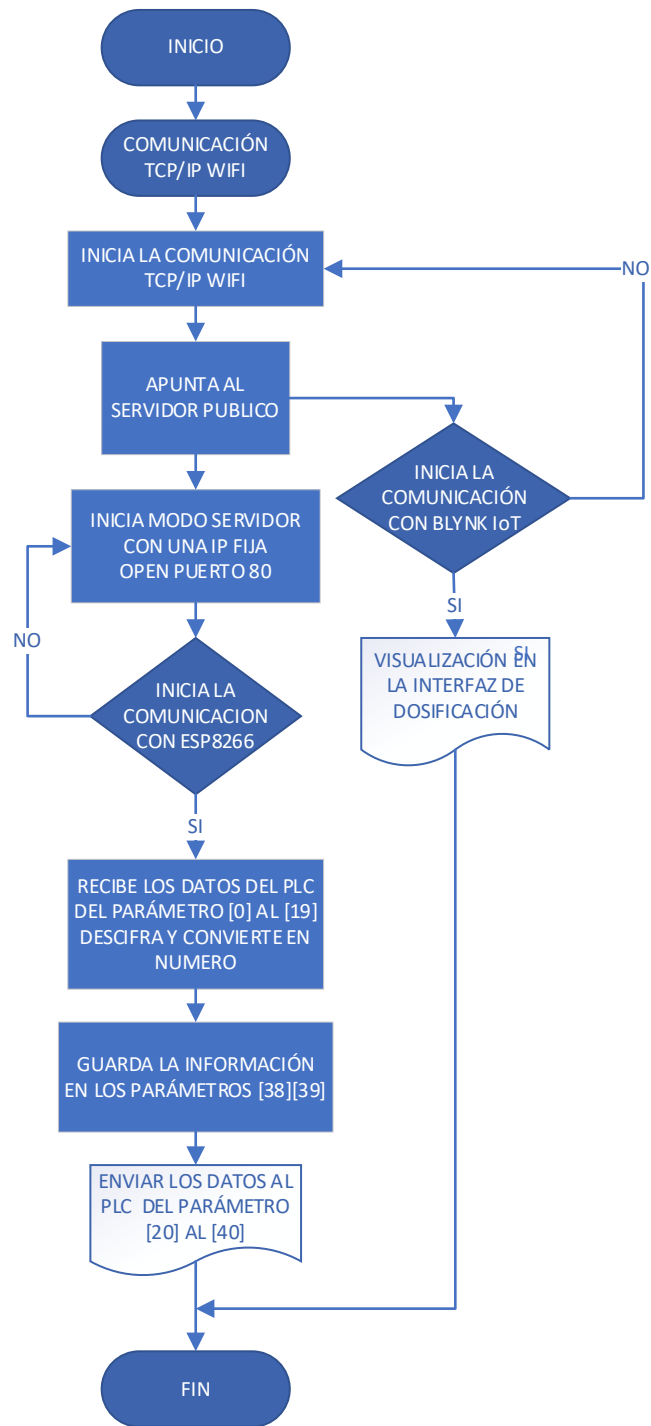 INICIO
COMUNICACIÓN
TCP/IP WIFI
INICIA LA COMUNICACIÓN
TCP/IP WIFI
NO
APUNTA AL
SERVIDOR PUBLICO
INICIA LA
COMUNICACIÓN
CON BLYNK IoT
INICIA MODO SERVIDOR
CON UNA IP FIJA
OPEN PUERTO 80
SI
NO
SI
VISUALIZACIÓN EN
LA INTERFAZ DE
DOSIFICACIÓN
INICIA LA
COMUNICACION
CON ESP8266
SI
RECIBE LOS DATOS DEL PLC
DEL PARÁMETRO [0] AL [19]
DESCIFRA Y CONVIERTE EN
NUMERO
GUARDA LA INFORMACIÓN
EN LOS PARÁMETROS [38][39]
ENVIAR LOS DATOS AL
PLC DEL PARÁMETRO
[20] AL [40]
FIN